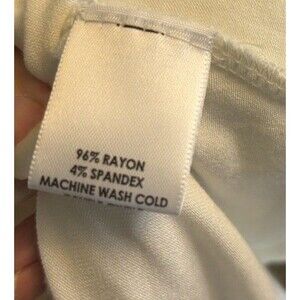 96% RAYON
4% SPANDEX
MACHINE WASH COLD